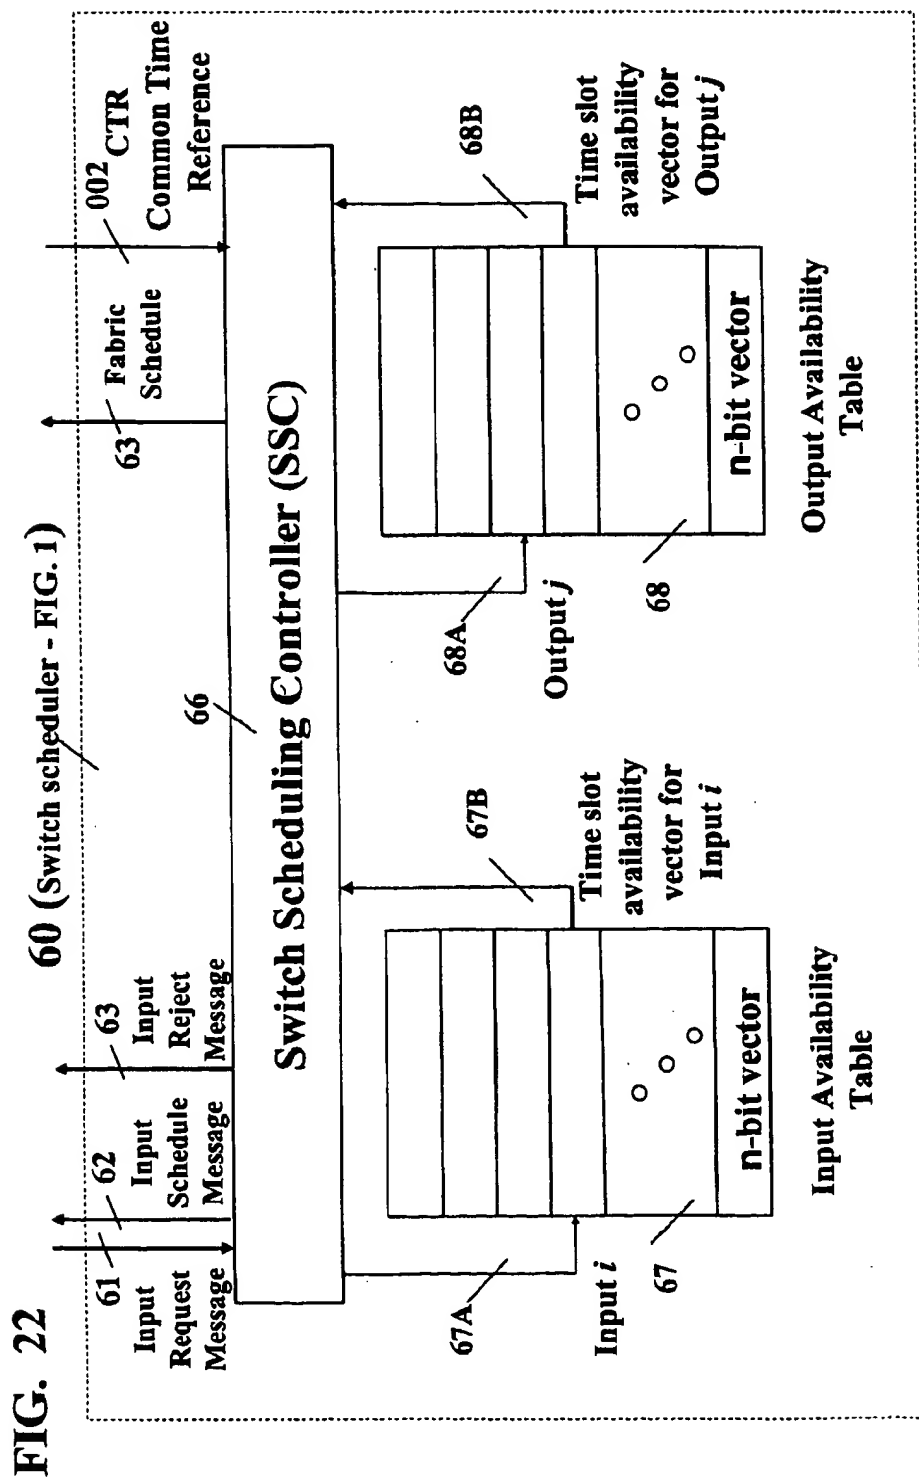 FIG. 22
60 (Switch scheduler - FIG. 1)
61
Input
Request
Message
62
Input
Schedule
Message
63
Input
Reject
Message
63
Fabric
Schedule
002
CTR
Common Time
Reference
66
Switch Scheduling Controller (SSC)
67A
Input i
67
67B
Time slot
availability
vector for
Input i
n-bit vector
Input Availability
Table
68A
Output j
68
68B
Time slot
availability
vector for
Output j
n-bit vector
Output Availability
Table